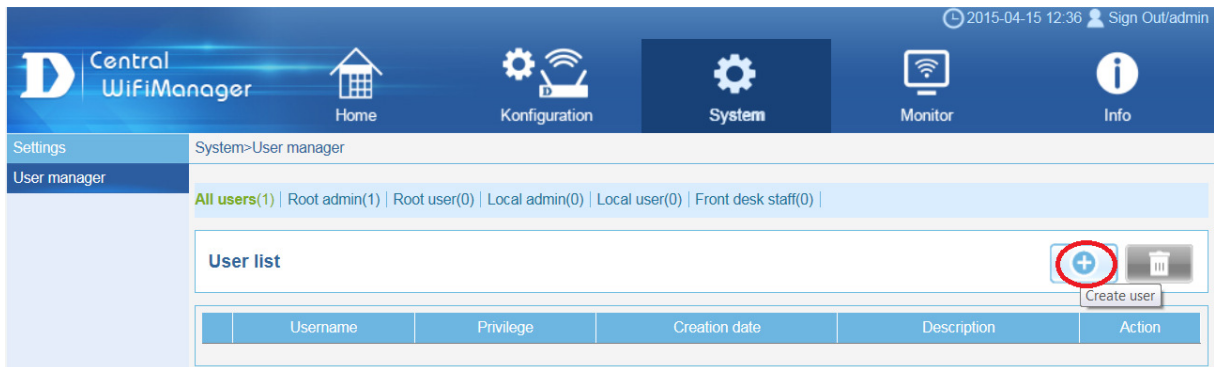 2015-04-15 12:36 Sign Out/admin
D Central
WiFiManager
Home
D
Konfiguration
System
Monitor
Info
Settings
System>User manager
User manager
All users(1) | Root admin(1) | Root user(0) | Local admin(0) | Local user(0) | Front desk staff(0) |
User list
Create user
Username Privilege Creation date Description Action